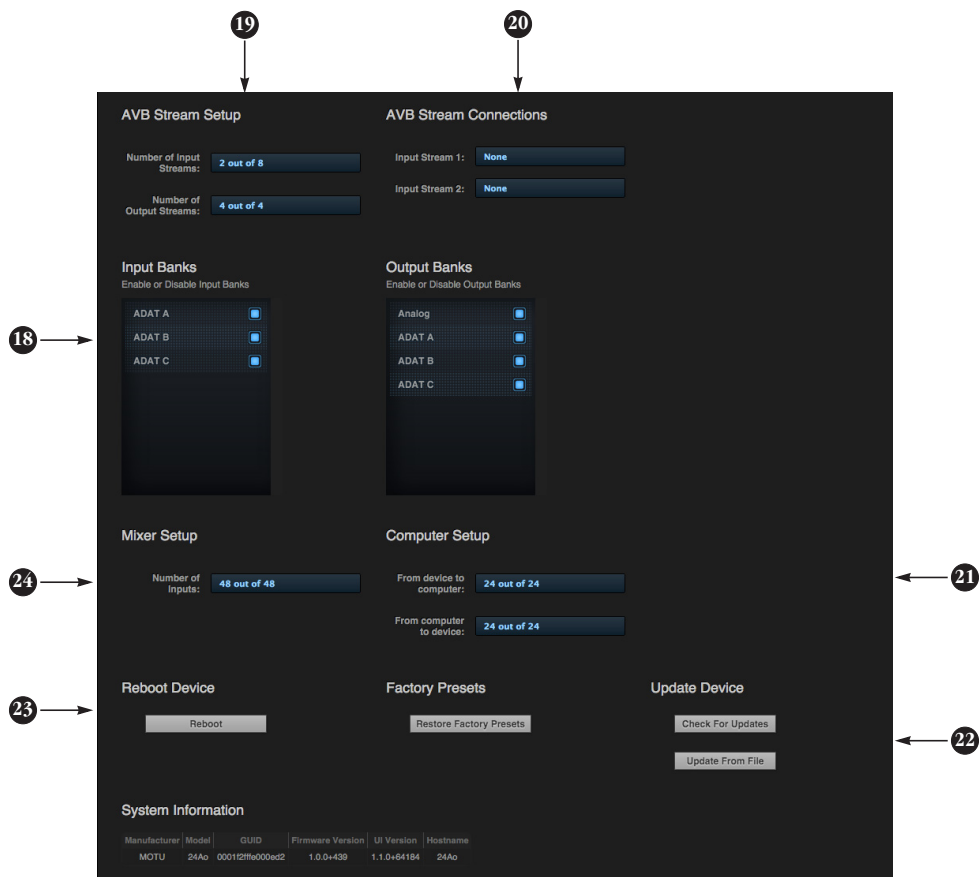 19
20
AVB Stream Setup
AVB Stream Connections
Number of Input
Streams:
2 out of 8
Input Stream 1:
None
Input Stream 2:
None
Number of
Output Streams:
4 out of 4
Input Banks
Enable or Disable Input Banks
Output Banks
Enable or Disable Output Banks
ADAT A
ADAT B
ADAT C
Analog
ADAT A
ADAT B
ADAT C
18
Mixer Setup
Computer Setup
24
Number of
Inputs:
48 out of 48
From device to
computer:
24 out of 24
21
From computer
to device:
24 out of 24
Reboot Device
Factory Presets
Update Device
23
Reboot
Restore Factory Presets
Check For Updates
22
Update From File
System Information
Manufacturer Model GUID Firmware Version UI Version Hostname
MOTU 24Ao 0001f2fffe000ed2 1.0.0+439 1.1.0+64184 24Ao